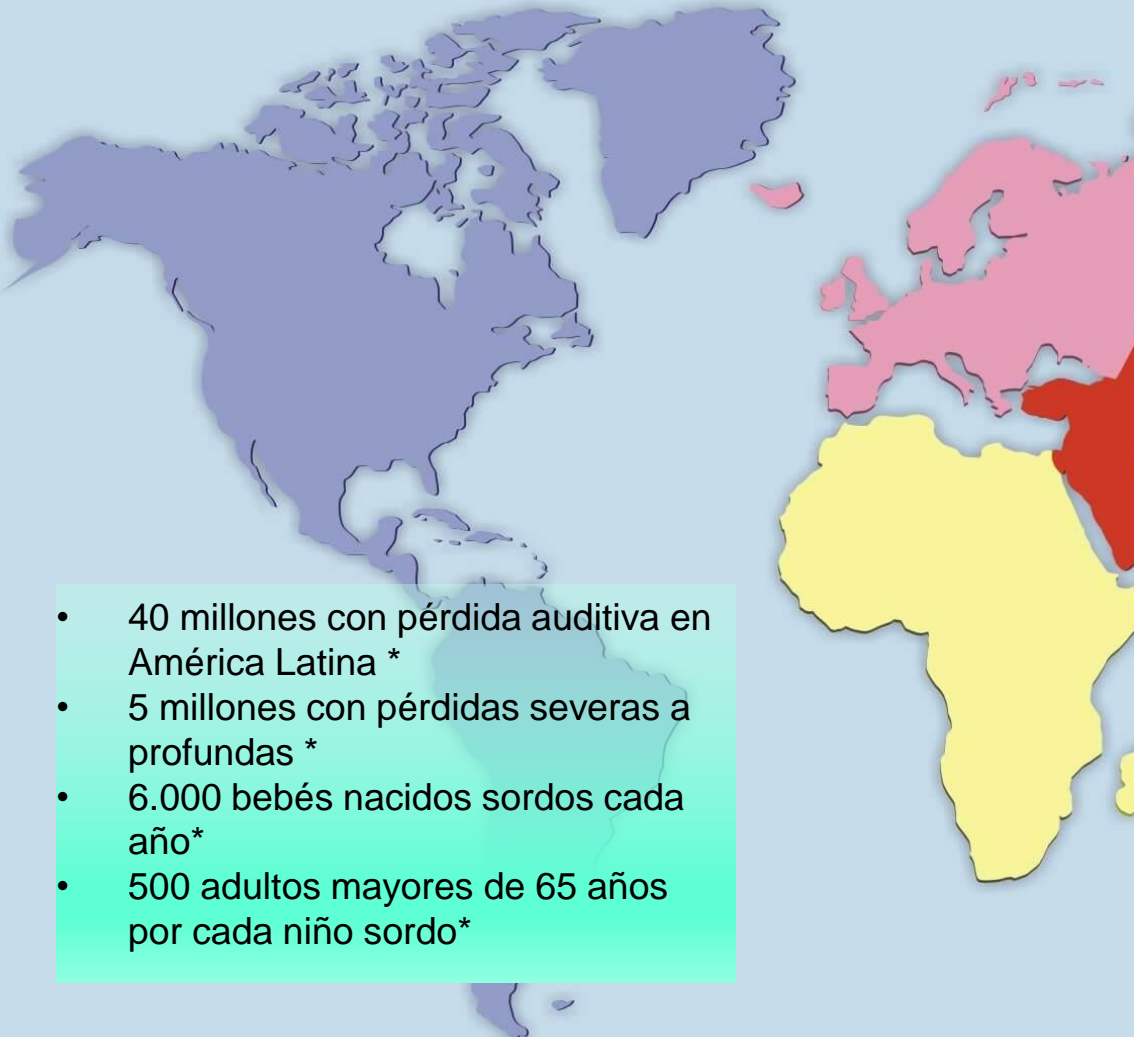 • 40 millones con pérdida auditiva en
América Latina *
• 5 millones con pérdidas severas a
profundas *
• 6.000 bebés nacidos sordos cada
año*
• 500 adultos mayores de 65 años
por cada niño sordo*